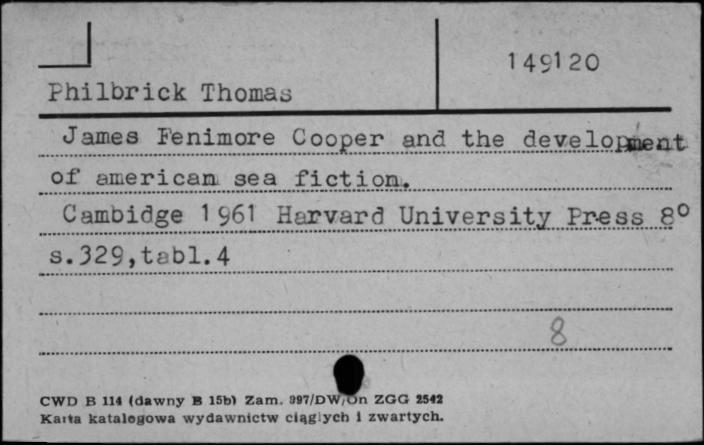 149120
Philbrick Thomas
James Fenimore Cooper and the development
of american sea fiction.
Cambidge 1961 Harvard University Press 8°
s.329,tabl.4
8
CWD B 114 (dawny B 15b) Zam. 997/DW/On ZGG 2542
Karta katalogowa wydawnictw ciągłych i zwartych.